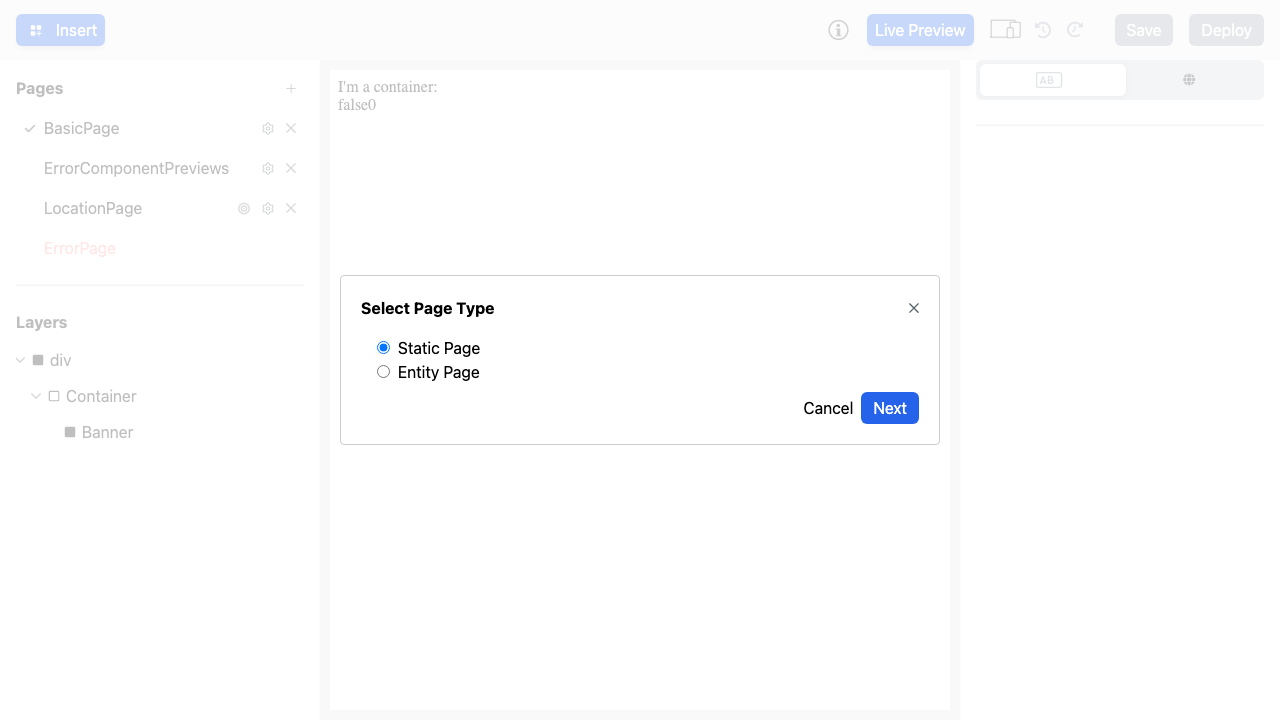 Insert
Live Preview
Save
Deploy
Pages
BasicPage
ErrorComponentPreviews
LocationPage
ErrorPage
Layers
div
Container
Banner
I'm a container:
false0
AB
Select Page Type
Static Page
Entity Page
Cancel
Next